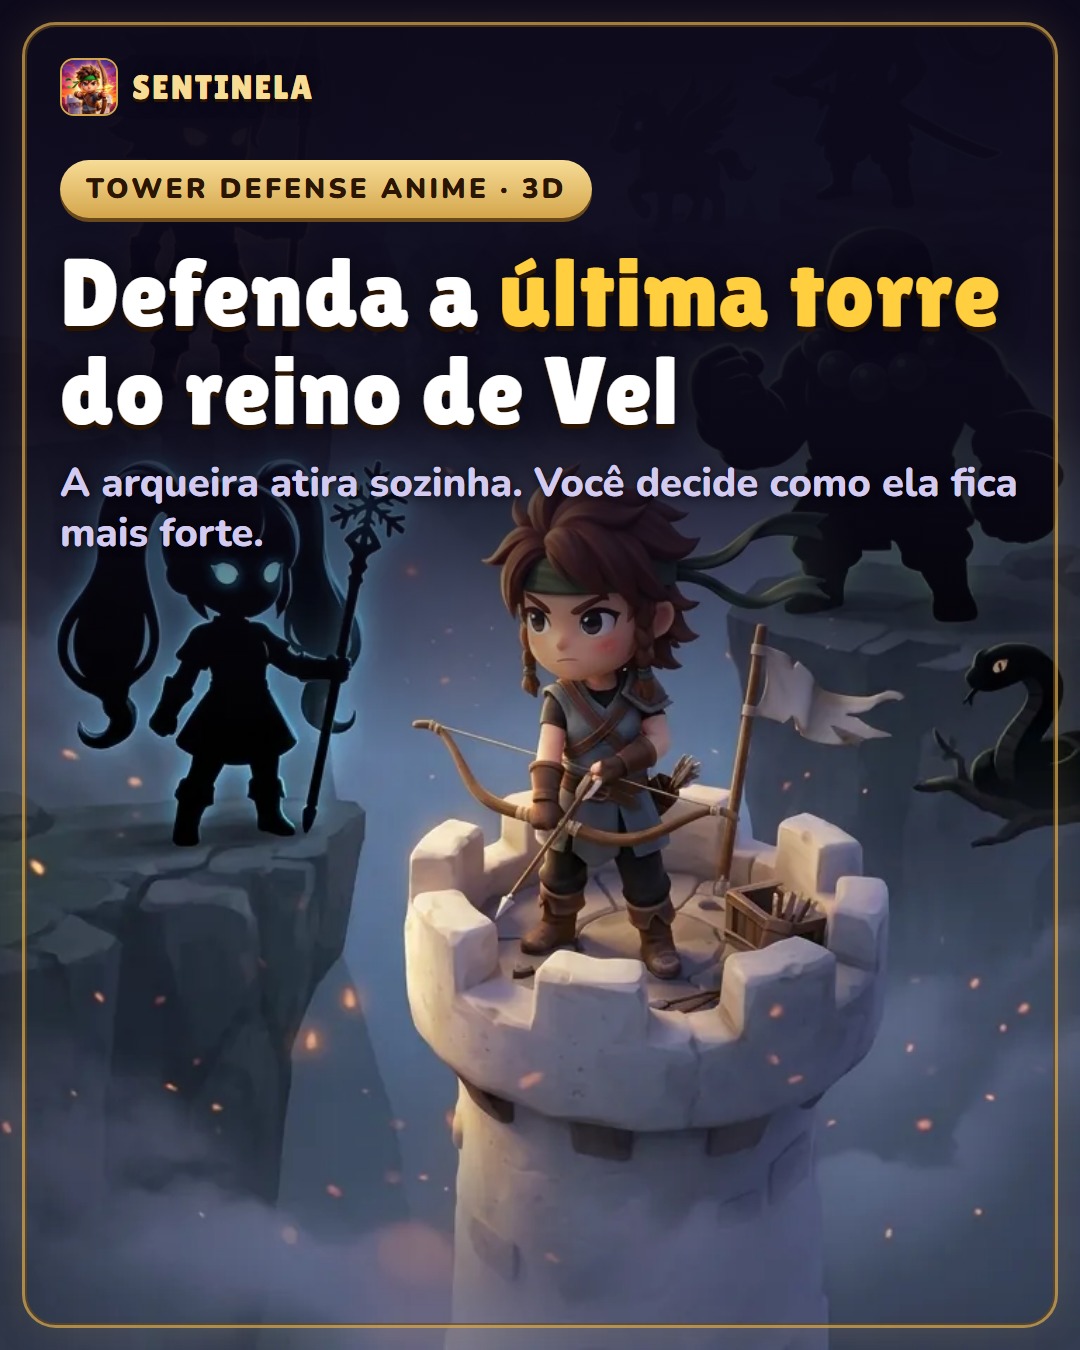 SENTINELA
TOWER DEFENSE ANIME · 3D
Defenda a última torre
do reino de Vel
A arqueira atira sozinha. Você decide como ela fica
mais forte.